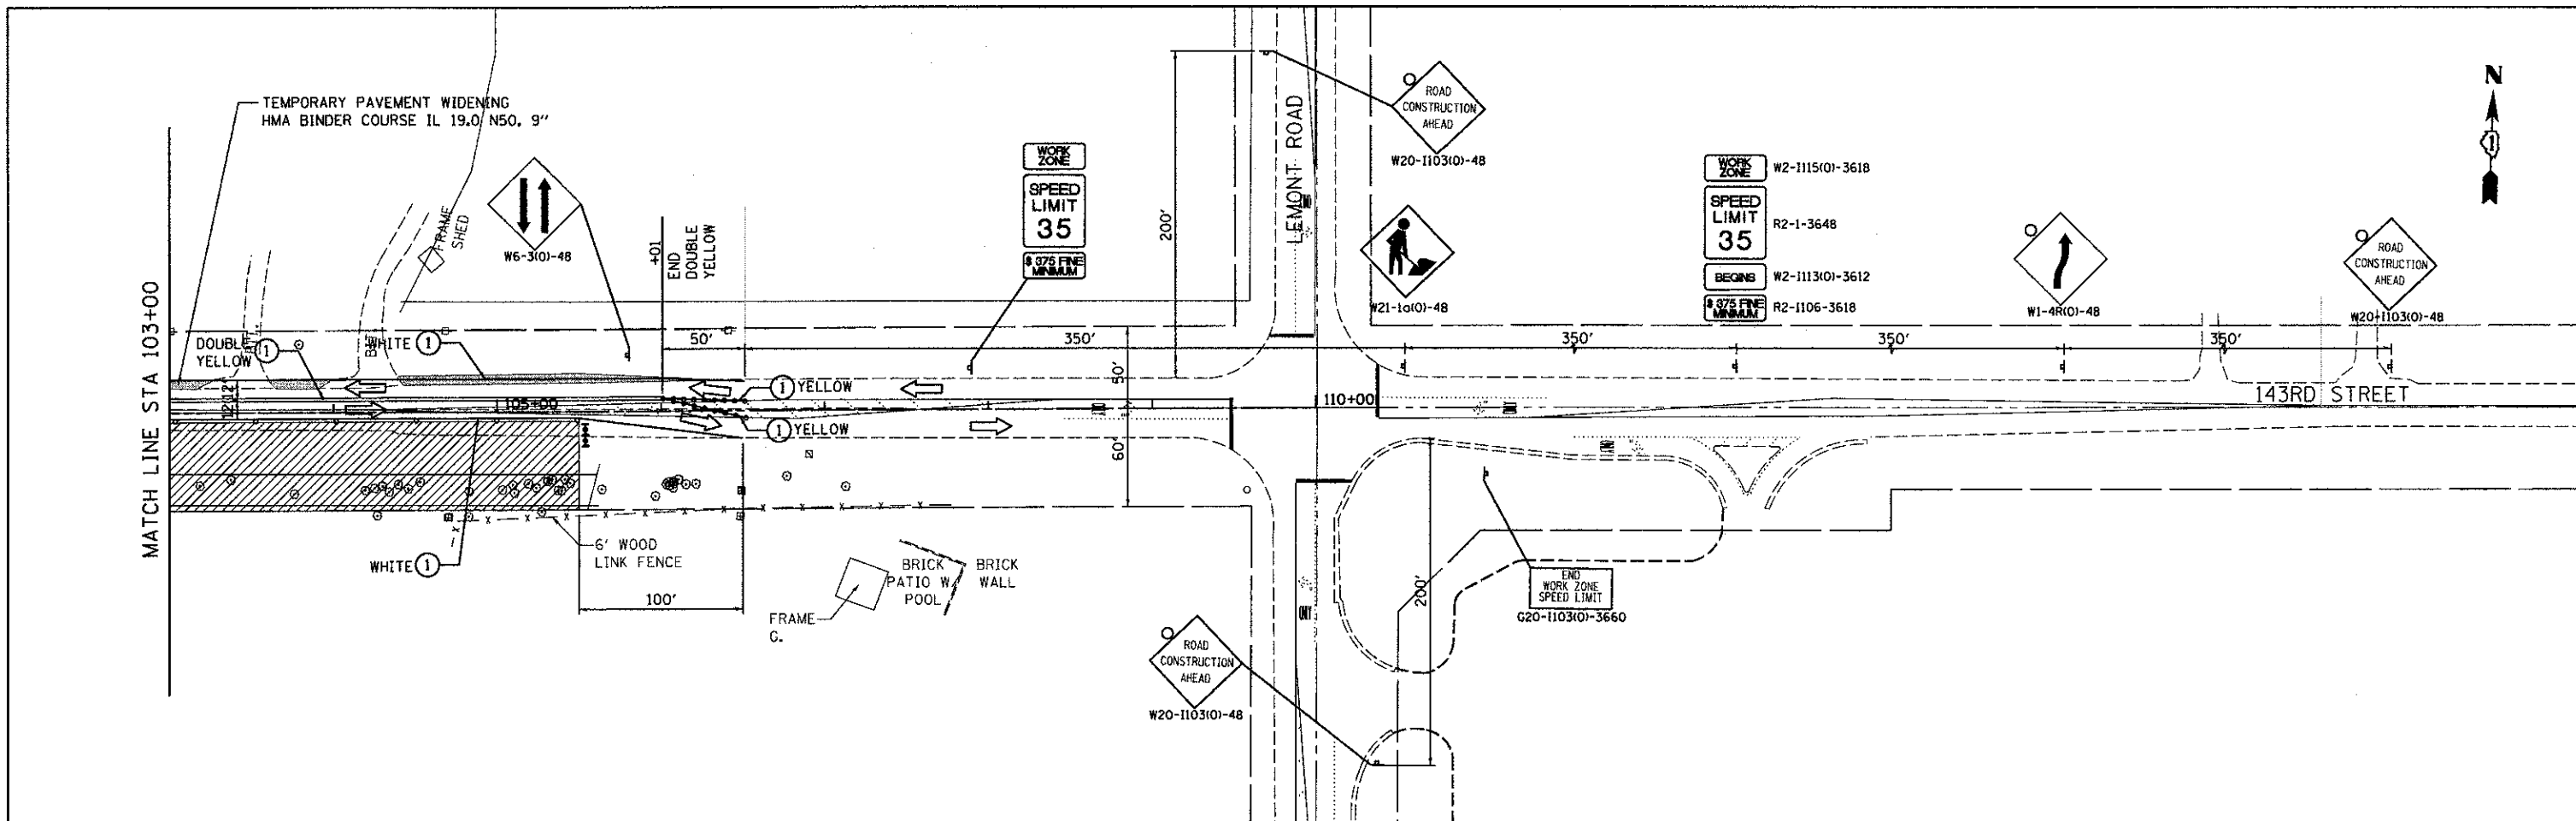 TEMPORARY PAVEMENT WIDENING
HMA BINDER COURSE IL 19.0 N50, 9"
MATCH LINE STA 103+00
FRAME
SHED
W6-3(O)-48
+01
END
DOUBLE
YELLOW
WORK
ZONE
SPEED
LIMIT
35
$ 375 FINE
MINIMUM
200'
LEMONT ROAD
ROAD
CONSTRUCTION
AHEAD
W20-I103(O)-48
W21-1a(O)-48
WORK
ZONE
W2-I115(O)-3618
SPEED
LIMIT
35
R2-1-3648
BEGINS
W2-I113(O)-3612
$ 375 FINE
MINIMUM
R2-I106-3618
W1-4R(O)-48
ROAD
CONSTRUCTION
AHEAD
W20-I103(O)-48
N
1
DOUBLE
YELLOW
1
WHITE 1
50'
350'
350'
350'
350'
12'
12'
105+00
1 YELLOW
1 YELLOW
50'
60'
110+00
143RD STREET
WHITE 1
6' WOOD
LINK FENCE
100'
FRAME
G.
BRICK
PATIO W/
POOL
BRICK
WALL
200'
END
WORK ZONE
SPEED LIMIT
G20-I103(O)-3660
ROAD
CONSTRUCTION
AHEAD
W20-I103(O)-48